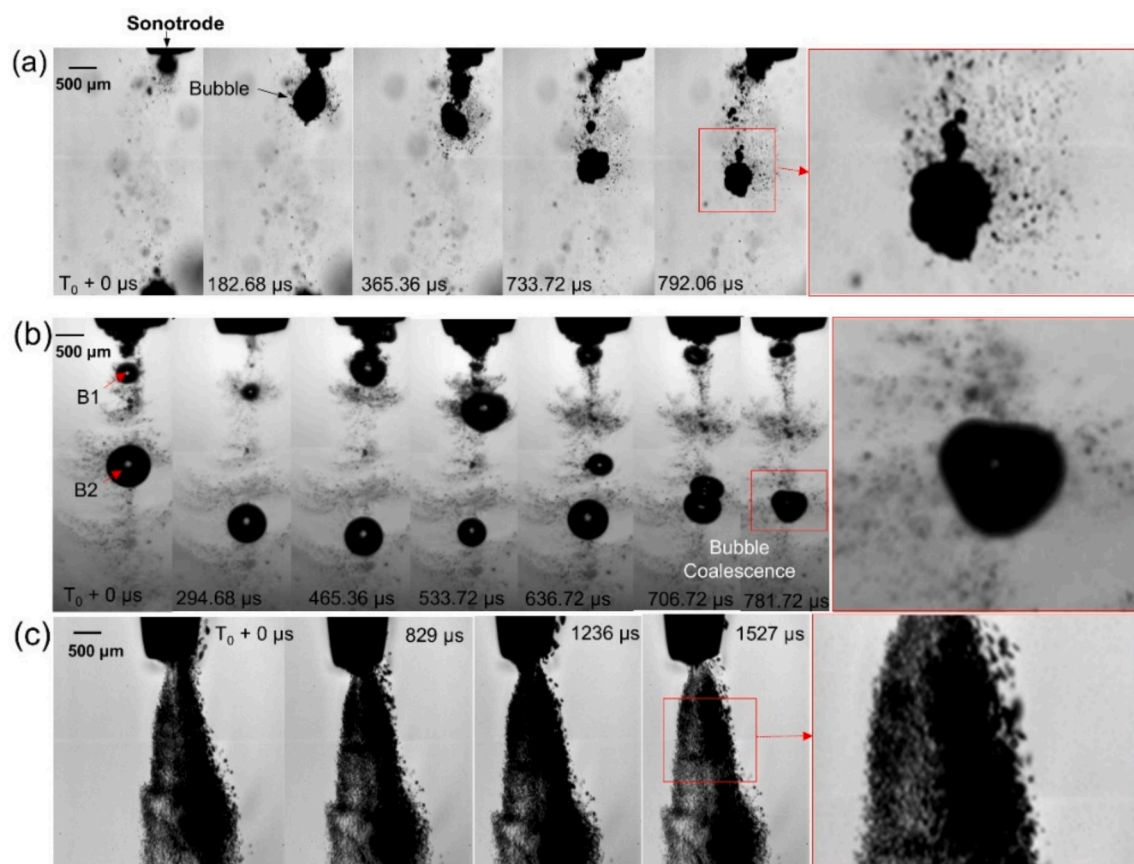 Sonotrode
(a)
500 µm
Bubble
T₀ + 0 µs
182.68 µs
365.36 µs
733.72 µs
792.06 µs
(b)
500 µm
B1
B2
Bubble
Coalescence
T₀ + 0 µs
294.68 µs
465.36 µs
533.72 µs
636.72 µs
706.72 µs
781.72 µs
(c)
500 µm
T₀ + 0 µs
829 µs
1236 µs
1527 µs